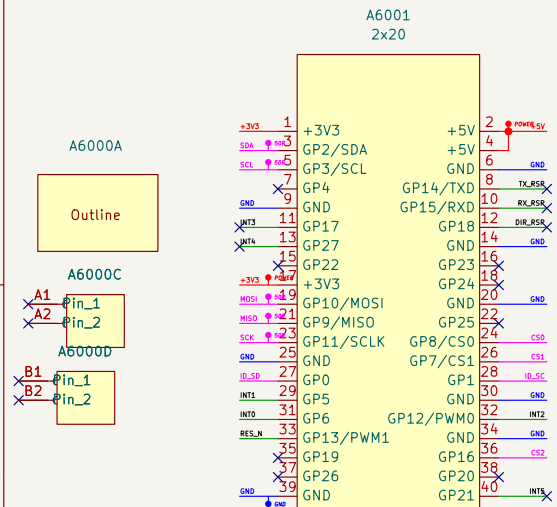 A6001
2x20
+3V3 1 +3V3 +5V 2 POWER +5V
SDA 3 GP2/SDA +5V 4
SCL 5 GP3/SCL GND 6 GND
7 GP4 GP14/TXD 8 TX_RSR
GND 9 GND GP15/RXD 10 RX_RSR
INT3 11 GP17 GP18 12 DIR_RSR
INT4 13 GP27 GND 14 GND
15 GP22 GP23 16
+3V3 POWER 17 +3V3 GP24 18
MOSI 19 GP10/MOSI GND 20 GND
MISO 21 GP9/MISO GP25 22
SCK 23 GP11/SCLK GP8/CS0 24 CS0
GND 25 GND GP7/CS1 26 CS1
ID_SD 27 GP0 GP1 28 ID_SC
INT1 29 GP5 GND 30 GND
INT0 31 GP6 GP12/PWM0 32 INT2
RES_N 33 GP13/PWM1 GND 34 GND
35 GP19 GP16 36 CS2
37 GP26 GP20 38
GND 39 GND GP21 40 INT5
GND
A6000A
Outline
A6000C
A1 Pin_1
A2 Pin_2
A6000D
B1 Pin_1
B2 Pin_2